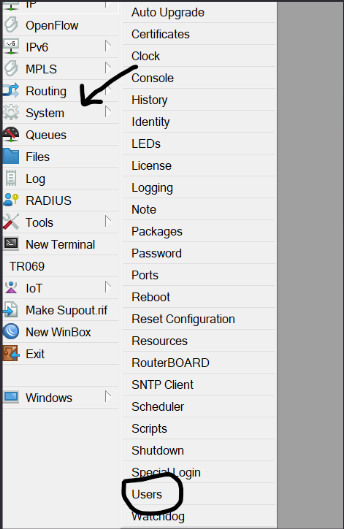 IP
OpenFlow
IPv6
MPLS
Routing
System
Queues
Files
Log
RADIUS
Tools
New Terminal
TR069
IoT
Make Supout.rif
New WinBox
Exit
Windows
Auto Upgrade
Certificates
Clock
Console
History
Identity
LEDs
License
Logging
Note
Packages
Password
Ports
Reboot
Reset Configuration
Resources
RouterBOARD
SNTP Client
Scheduler
Scripts
Shutdown
Special Login
Users
Watchdog